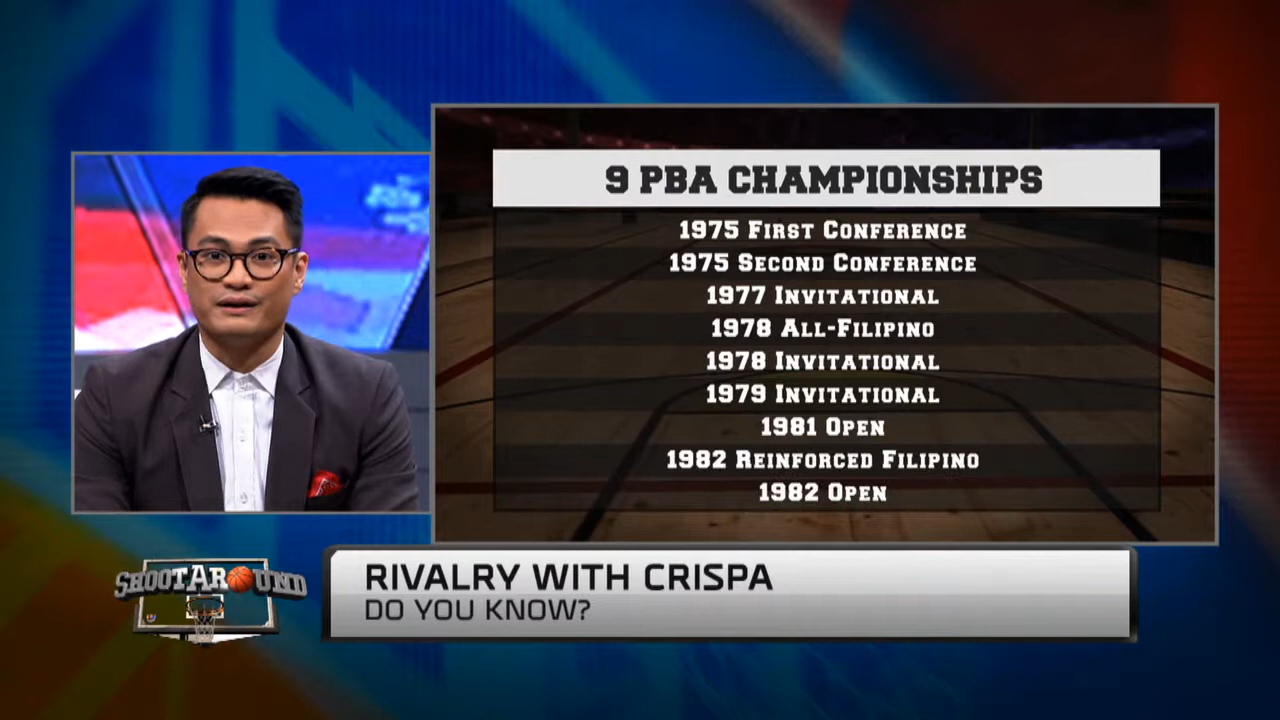 9 PBA CHAMPIONSHIPS
1975 FIRST CONFERENCE
1975 SECOND CONFERENCE
1977 INVITATIONAL
1978 ALL-FILIPINO
1978 INVITATIONAL
1979 INVITATIONAL
1981 OPEN
1982 REINFORCED FILIPINO
1982 OPEN
SHOOTAROUND
RIVALRY WITH CRISPA
DO YOU KNOW?